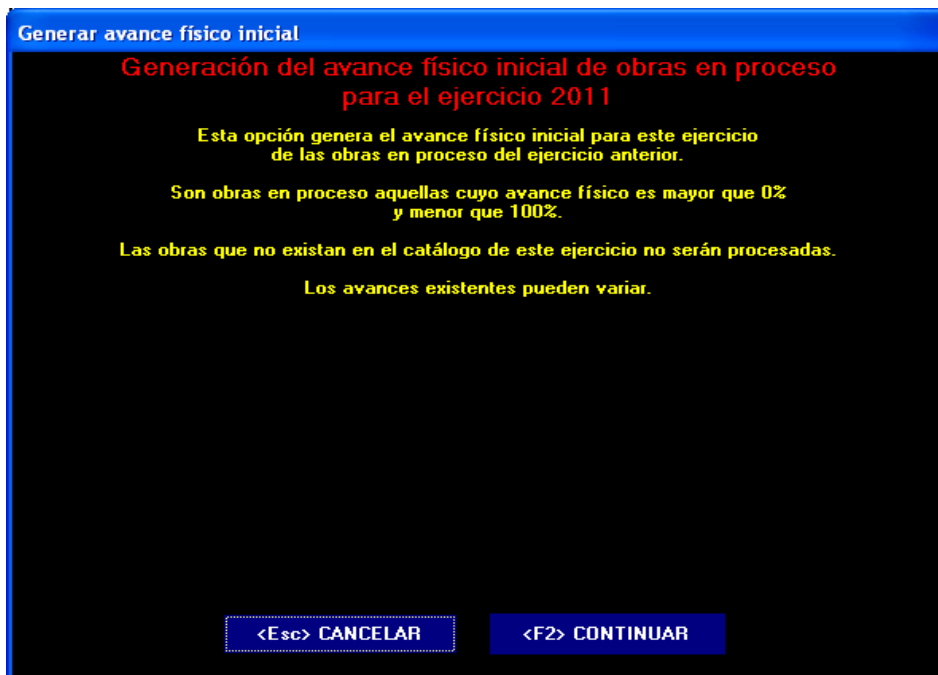 Generar avance físico inicial
Generación del avance físico inicial de obras en proceso
para el ejercicio 2011
Esta opción genera el avance físico inicial para este ejercicio
de las obras en proceso del ejercicio anterior.
Son obras en proceso aquellas cuyo avance físico es mayor que 0%
y menor que 100%.
Las obras que no existan en el catálogo de este ejercicio no serán procesadas.
Los avances existentes pueden variar.
<Esc> CANCELAR
<F2> CONTINUAR